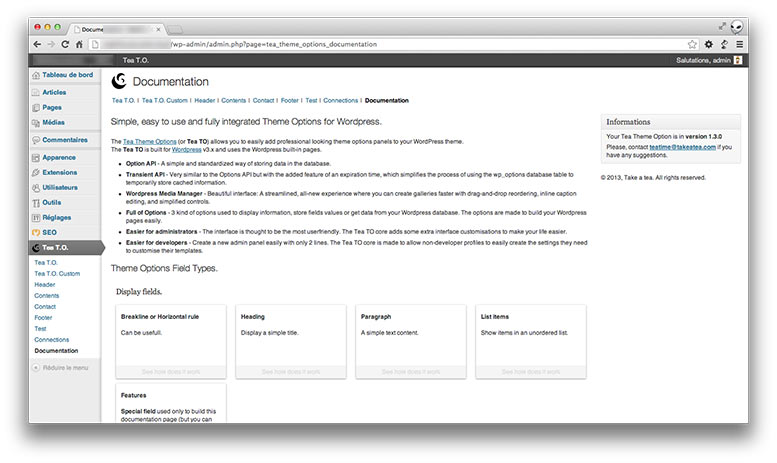 Docume
/wp-admin/admin.php?page=tea_theme_options_documentation
Tea T.O.
Salutations, admin
Tableau de bord
Articles
Pages
Médias
Commentaires
Apparence
Extensions
Utilisateurs
Outils
Réglages
SEO
Tea T.O.
Tea T.O.
Tea T.O. Custom
Header
Contents
Contact
Footer
Test
Connections
Documentation
Réduire le menu
Documentation
Tea T.O. | Tea T.O. Custom | Header | Contents | Contact | Footer | Test | Connections | Documentation
Simple, easy to use and fully integrated Theme Options for Wordpress.
The Tea Theme Options (or Tea TO) allows you to easily add professional looking theme options panels to your WordPress theme.
The Tea TO is built for Wordpress v3.x and uses the Wordpress built-in pages.
• Option API - A simple and standardized way of storing data in the database.
• Transient API - Very similar to the Options API but with the added feature of an expiration time, which simplifies the process of using the wp_options database table to
temporarily store cached information.
• Wordpress Media Manager - Beautiful interface: A streamlined, all-new experience where you can create galleries faster with drag-and-drop reordering, inline caption
editing, and simplified controls.
• Full of Options - 3 kind of options used to display information, store fields values or get data from your Wordpress database. The options are made to build your Wordpress
pages easily.
• Easier for administrators - The interface is thought to be the most userfriendly. The Tea TO core adds some extra interface customisations to make your life easier.
• Easier for developers - Create a new admin panel easily with only 2 lines. The Tea TO core is made to allow non-developer profiles to easily create the settings they need
to customise their templates.
Theme Options Field Types.
Display fields.
Breakline or Horizontal rule
Can be usefull.
See hole does it work
Heading
Display a simple title.
See hole does it work
Paragraph
A simple text content.
See hole does it work
List items
Show items in an unordered list.
See hole does it work
Features
Special field used only to build this
documentation page (but you can
Informations
Your Tea Theme Option is in version 1.3.0
Please, contact teatime@takeatea.com if you
have any suggestions.
© 2013, Take a tea. All rights reserved.